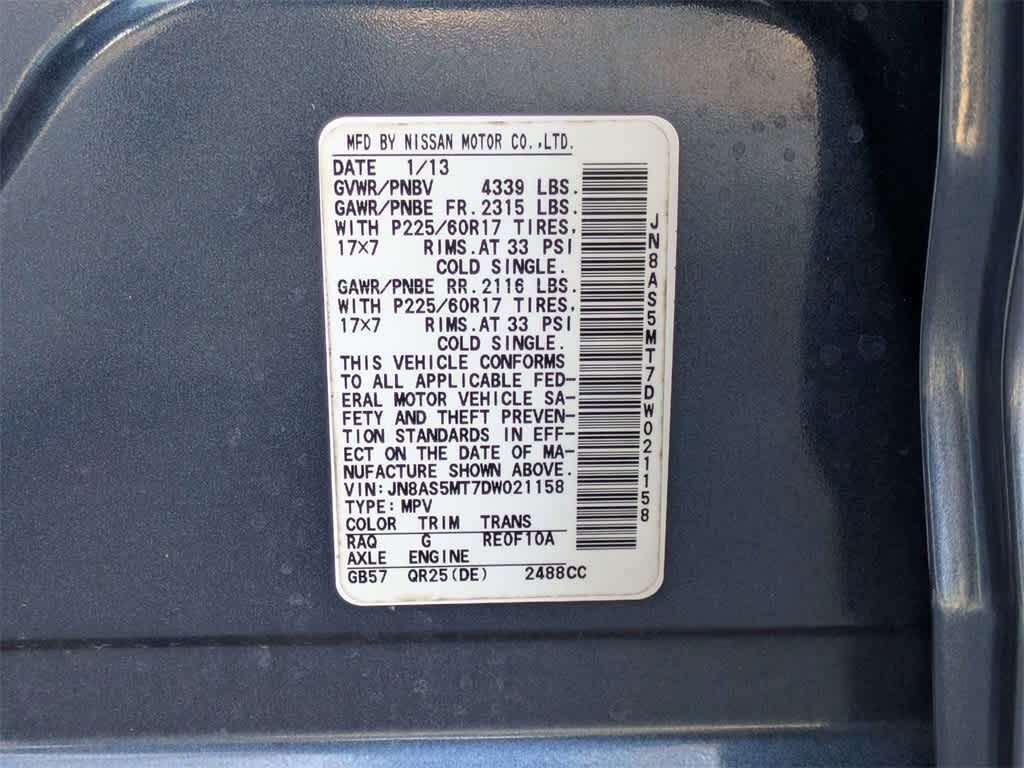 MFD BY NISSAN MOTOR CO.,LTD.
DATE 1/13
GVWR/PNBV 4339 LBS.
GAWR/PNBE FR.2315 LBS.
WITH P225/60R17 TIRES,
17×7 RIMS.AT 33 PSI
COLD SINGLE.
GAWR/PNBE RR.2116 LBS.
WITH P225/60R17 TIRES,
17×7 RIMS.AT 33 PSI
COLD SINGLE.
THIS VEHICLE CONFORMS
TO ALL APPLICABLE FED-
ERAL MOTOR VEHICLE SA-
FETY AND THEFT PREVEN-
TION STANDARDS IN EFF-
ECT ON THE DATE OF MA-
NUFACTURE SHOWN ABOVE.
VIN:JN8AS5MT7DW021158
TYPE:MPV
COLOR TRIM TRANS
RAQ G RE0F10A
AXLE ENGINE
GB57 QR25(DE) 2488CC
JN8AS5MT7DW021158